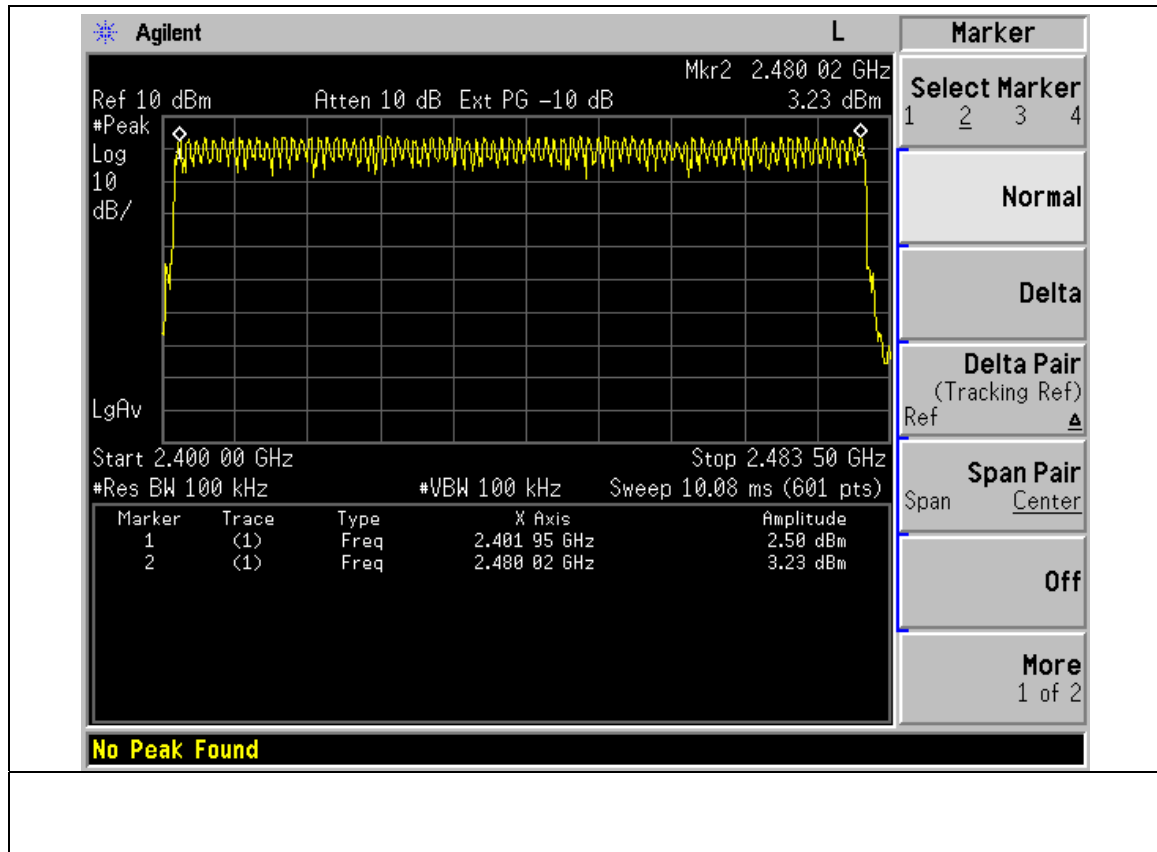 Agilent L
Mkr2 2.480 02 GHz
Ref 10 dBm Atten 10 dB Ext PG -10 dB 3.23 dBm
#Peak
Log
10
dB/
LgAv
Start 2.400 00 GHz Stop 2.483 50 GHz
#Res BW 100 kHz #VBW 100 kHz Sweep 10.08 ms (601 pts)
Marker Trace Type X Axis Amplitude
1 (1) Freq 2.401 95 GHz 2.50 dBm
2 (1) Freq 2.480 02 GHz 3.23 dBm
No Peak Found
Marker
Select Marker
1 2 3 4
Normal
Delta
Delta Pair
(Tracking Ref)
Ref Δ
Span Pair
Span Center
Off
More
1 of 2